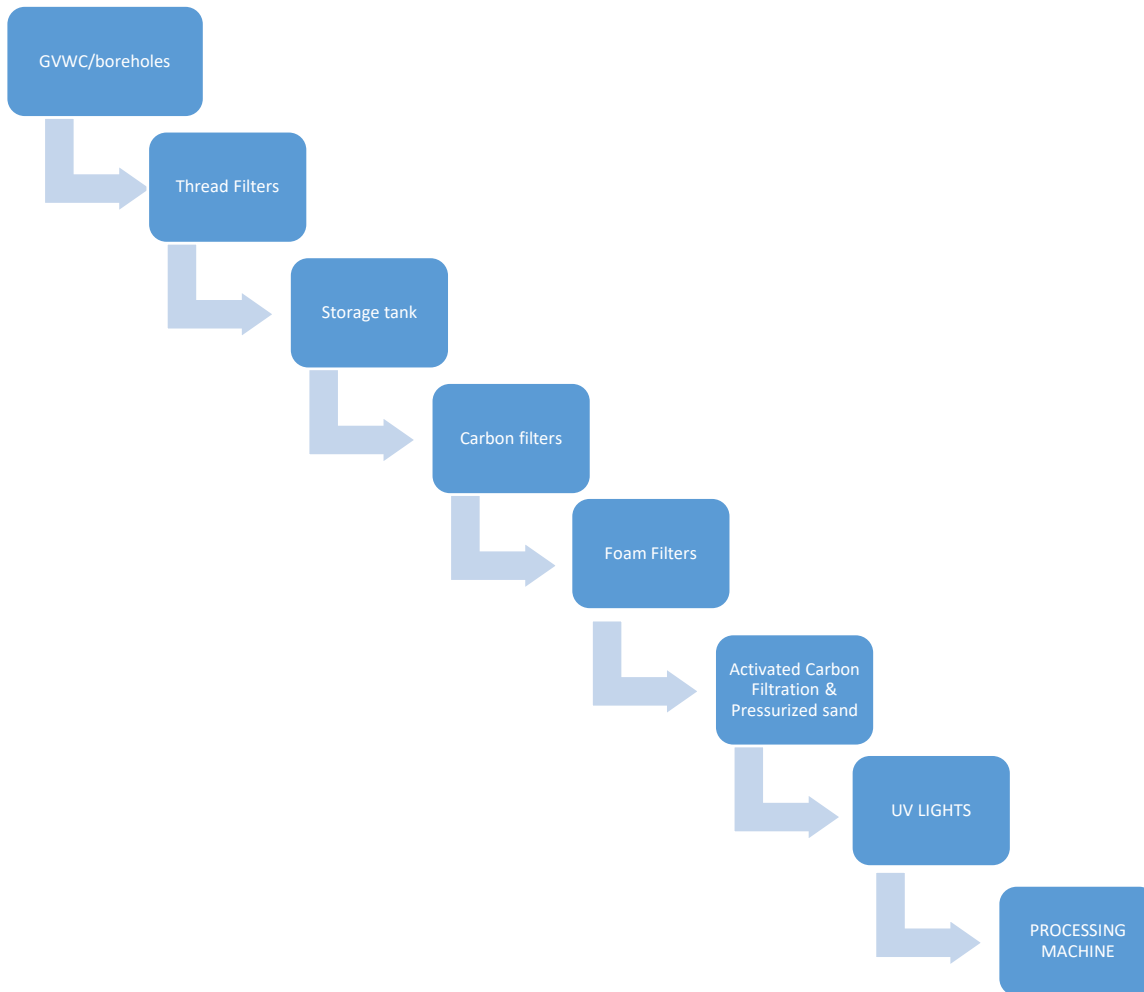 GVWC/boreholes
Thread Filters
Storage tank
Carbon filters
Foam Filters
Activated Carbon
Filtration &
Pressurized sand
UV LIGHTS
PROCESSING
MACHINE